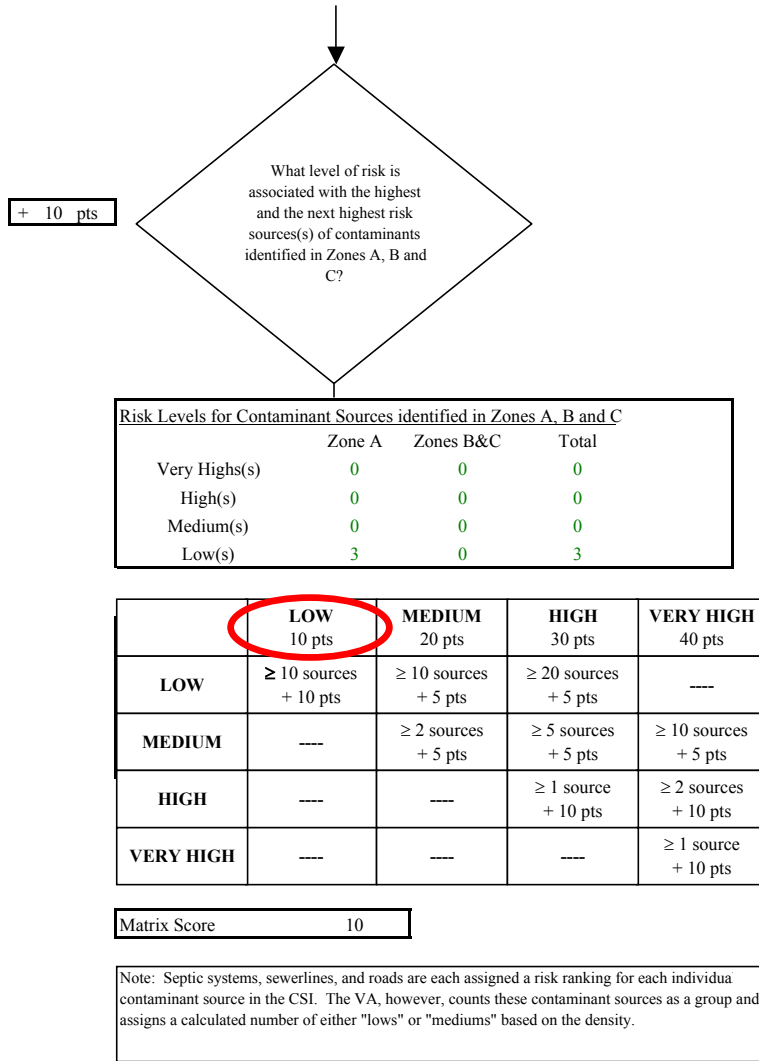 What level of risk is
associated with the highest
and the next highest risk
sources(s) of contaminants
identified in Zones A, B and
C?
+ 10 pts
Risk Levels for Contaminant Sources identified in Zones A, B and C
Zone A Zones B&C Total
Very Highs(s) 0 0 0
High(s) 0 0 0
Medium(s) 0 0 0
Low(s) 3 0 3
LOW MEDIUM HIGH VERY HIGH
10 pts 20 pts 30 pts 40 pts
LOW ≥ 10 sources ≥ 10 sources ≥ 20 sources ----
+ 10 pts + 5 pts + 5 pts
MEDIUM ---- ≥ 2 sources ≥ 5 sources ≥ 10 sources
+ 5 pts + 5 pts + 5 pts
HIGH ---- ---- ≥ 1 source ≥ 2 sources
+ 10 pts + 10 pts
VERY HIGH ---- ---- ---- ≥ 1 source
+ 10 pts
Matrix Score 10
Note: Septic systems, sewerlines, and roads are each assigned a risk ranking for each individua
contaminant source in the CSI. The VA, however, counts these contaminant sources as a group and
assigns a calculated number of either "lows" or "mediums" based on the density.